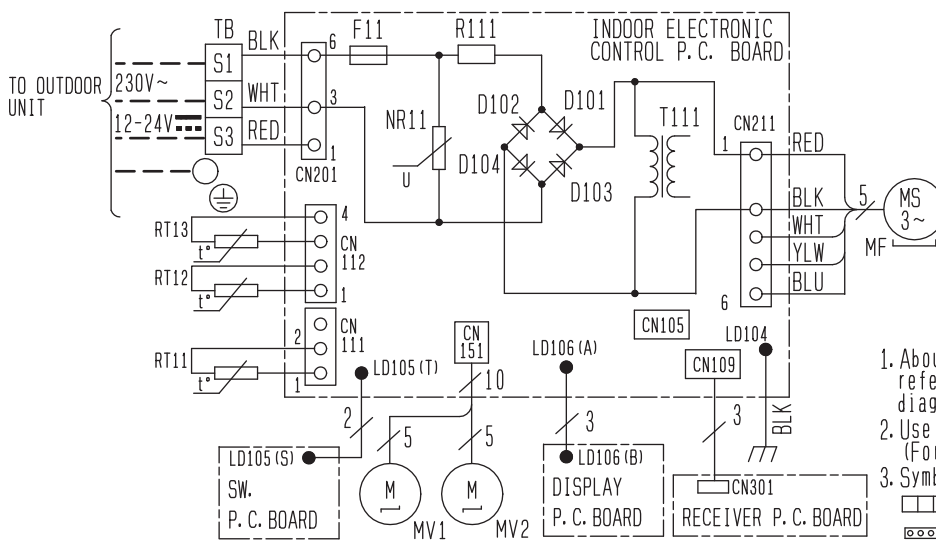 TB
BLK
6
F11
R111
INDOOR ELECTRONIC
CONTROL P.C. BOARD
S1
TO OUTDOOR
UNIT
230V~
S2
WHT
3
12-24V
S3
RED
1
CN201
NR11
U
D102
D101
D104
D103
T111
CN211
1
RED
BLK
WHT
YLW
BLU
6
5
MS
3~
MF
RT13
t°
4
CN
112
RT12
t°
1
RT11
t°
2
CN
111
1
LD105(T)
CN
151
10
LD106(A)
CN105
CN109
LD104
BLK
2
5
5
3
3
LD105(S)
SW.
P.C.BOARD
M
MV1
M
MV2
LD106(B)
DISPLAY
P.C.BOARD
CN301
RECEIVER P.C.BOARD
1.
refe
diag
2. Use
3.